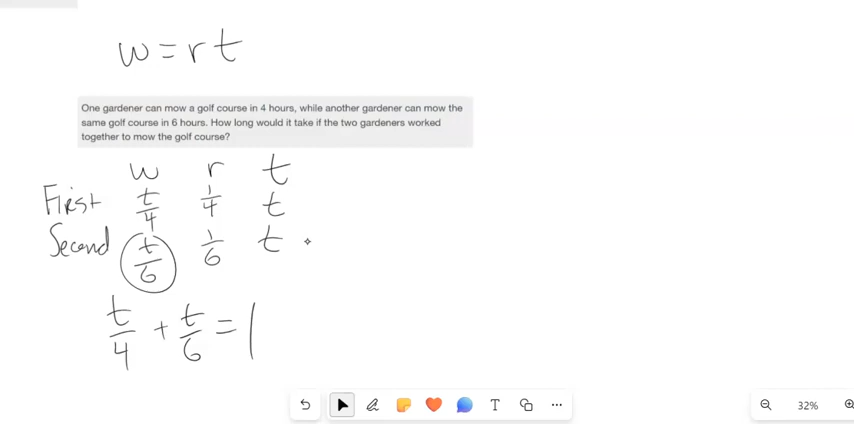 w = rt
One gardener can mow a golf course in 4 hours, while another gardener can mow the
same golf course in 6 hours. How long would it take if the two gardeners worked
together to mow the golf course?
w r t
First t/4 1/4 t
Second t/6 1/6 t
t/4 + t/6 = 1
T
32%